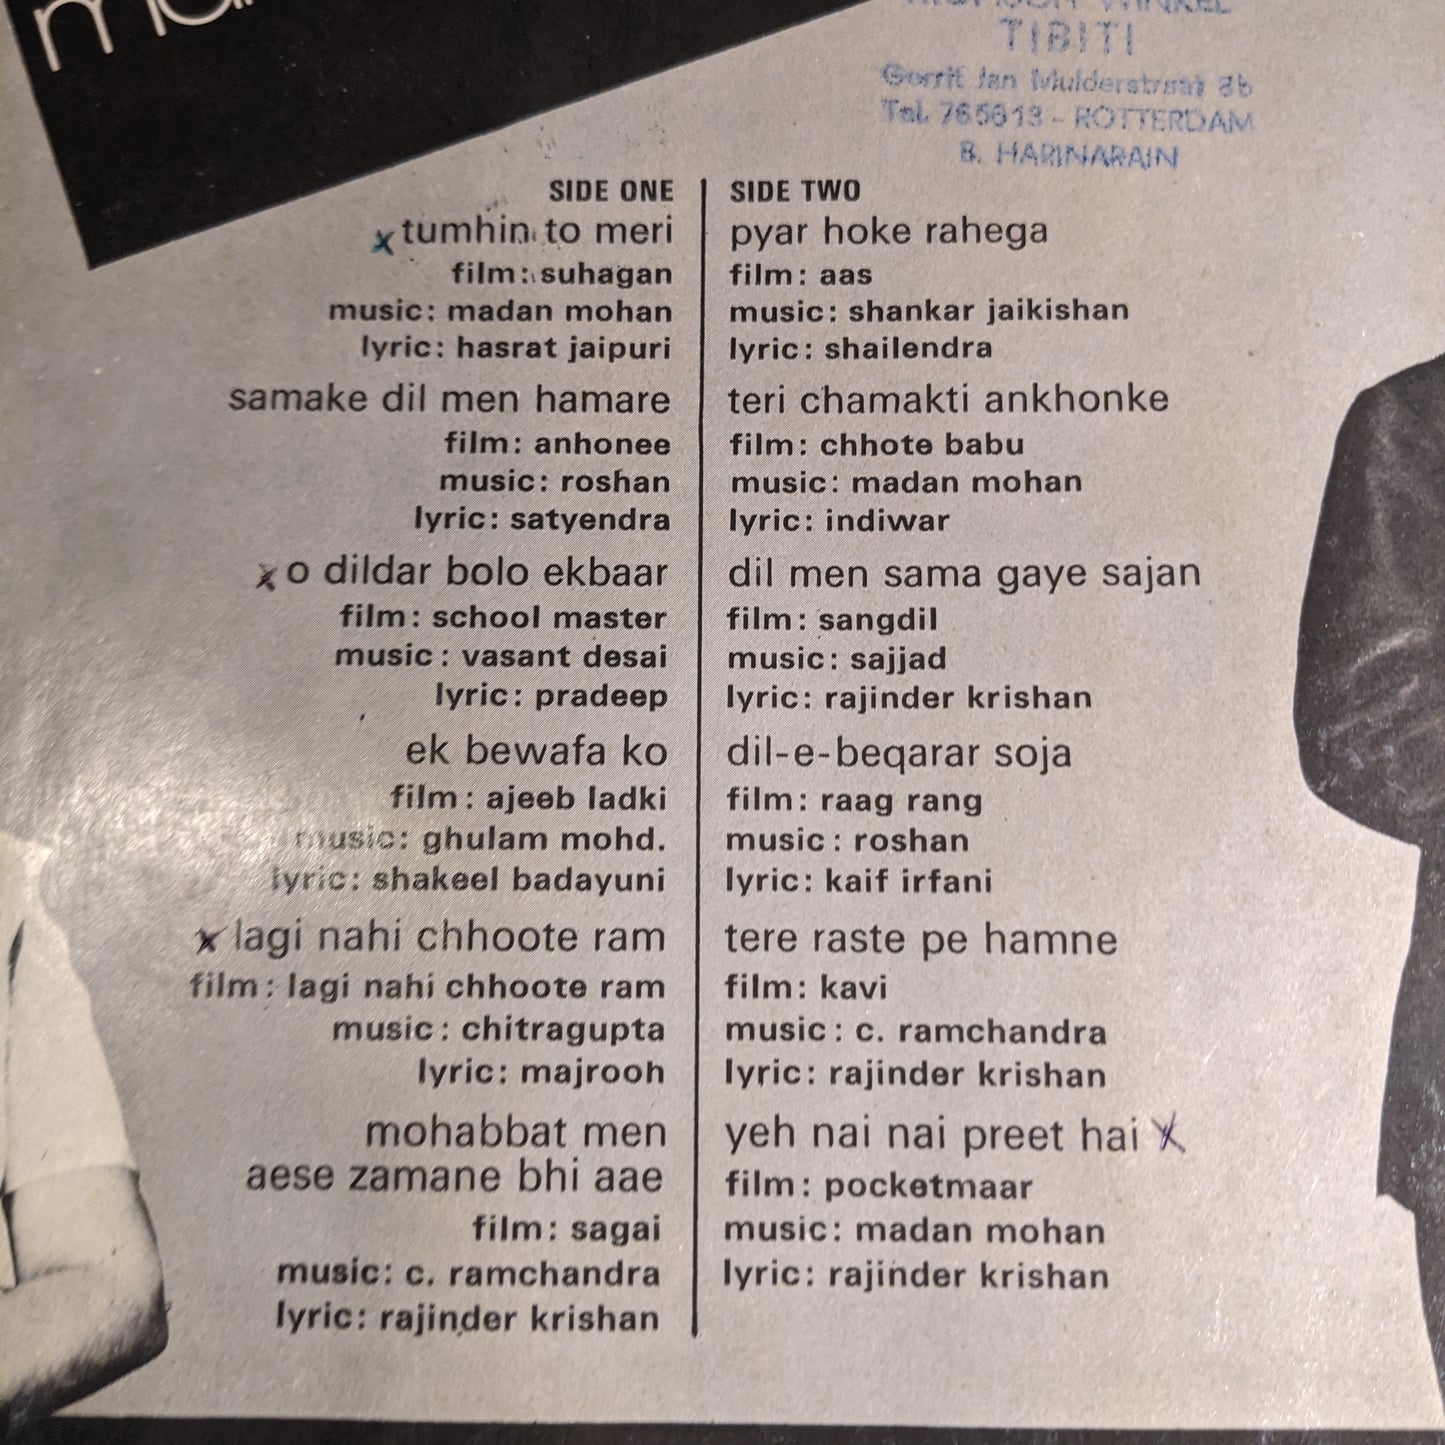 TIBITI
Gerrit Jan Mulderstraat
Tel. 765613 - ROTTERDAM
B. HARINARAIN
SIDE ONE
x tumhin to meri
film: suhagan
music: madan mohan
lyric: hasrat jaipuri
samake dil men hamare
film: anhonee
music: roshan
lyric: satyendra
x o dildar bolo ekbaar
film: school master
music: vasant desai
lyric: pradeep
ek bewafa ko
film: ajeeb ladki
music: ghulam mohd.
lyric: shakeel badayuni
x lagi nahi chhoote ram
film: lagi nahi chhoote ram
music: chitragupta
lyric: majrooh
mohabbat men
aese zamane bhi aae
film: sagai
music: c. ramchandra
lyric: rajinder krishan
SIDE TWO
pyar hoke rahega
film: aas
music: shankar jaikishan
lyric: shailendra
teri chamakti ankhonke
film: chhote babu
music: madan mohan
lyric: indiwar
dil men sama gaye sajan
film: sangdil
music: sajjad
lyric: rajinder krishan
dil-e-beqarar soja
film: raag rang
music: roshan
lyric: kaif irfani
tere raste pe hamne
film: kavi
music: c. ramchandra
lyric: rajinder krishan
yeh nai nai preet hai x
film: pocketmaar
music: madan mohan
lyric: rajinder krishan